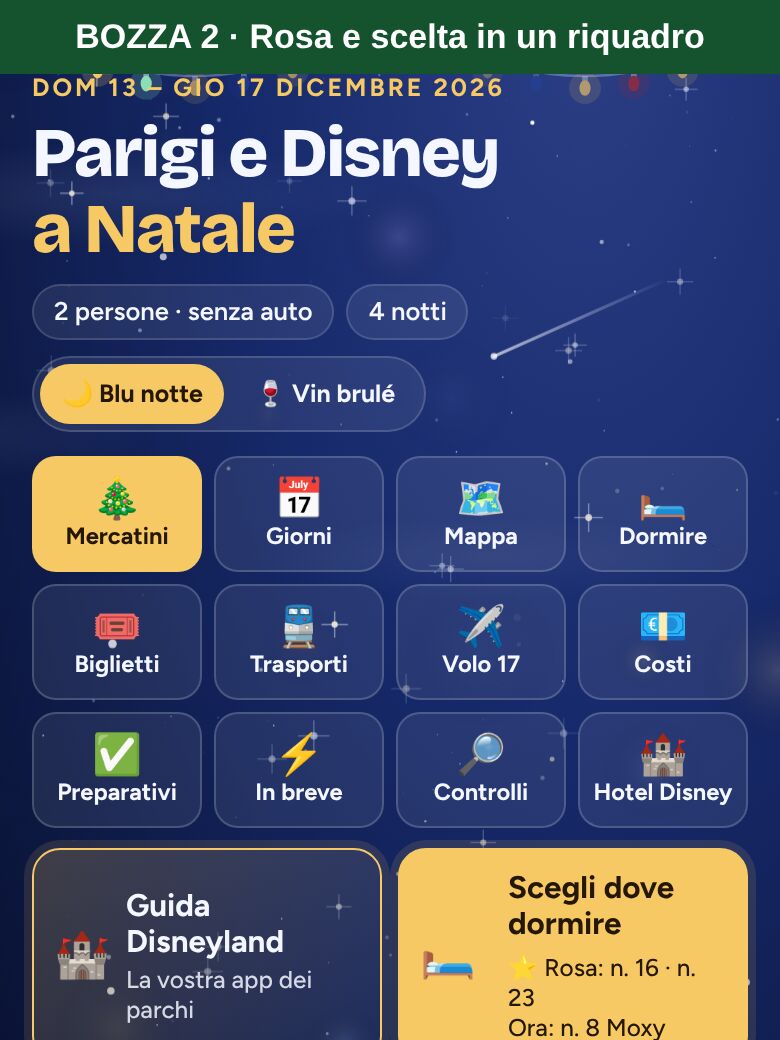 BOZZA 2 · Rosa e scelta in un riquadro
DOM 13 – GIO 17 DICEMBRE 2026
Parigi e Disney
a Natale
2 persone · senza auto
4 notti
Blu notte
Vin brulé
Mercatini
July
17
Giorni
Mappa
Dormire
Biglietti
Trasporti
Volo 17
Costi
Preparativi
In breve
Controlli
Hotel Disney
Guida
Disneyland
La vostra app dei
parchi
Scegli dove
dormire
⭐ Rosa: n. 16 · n.
23
Ora: n. 8 Moxy